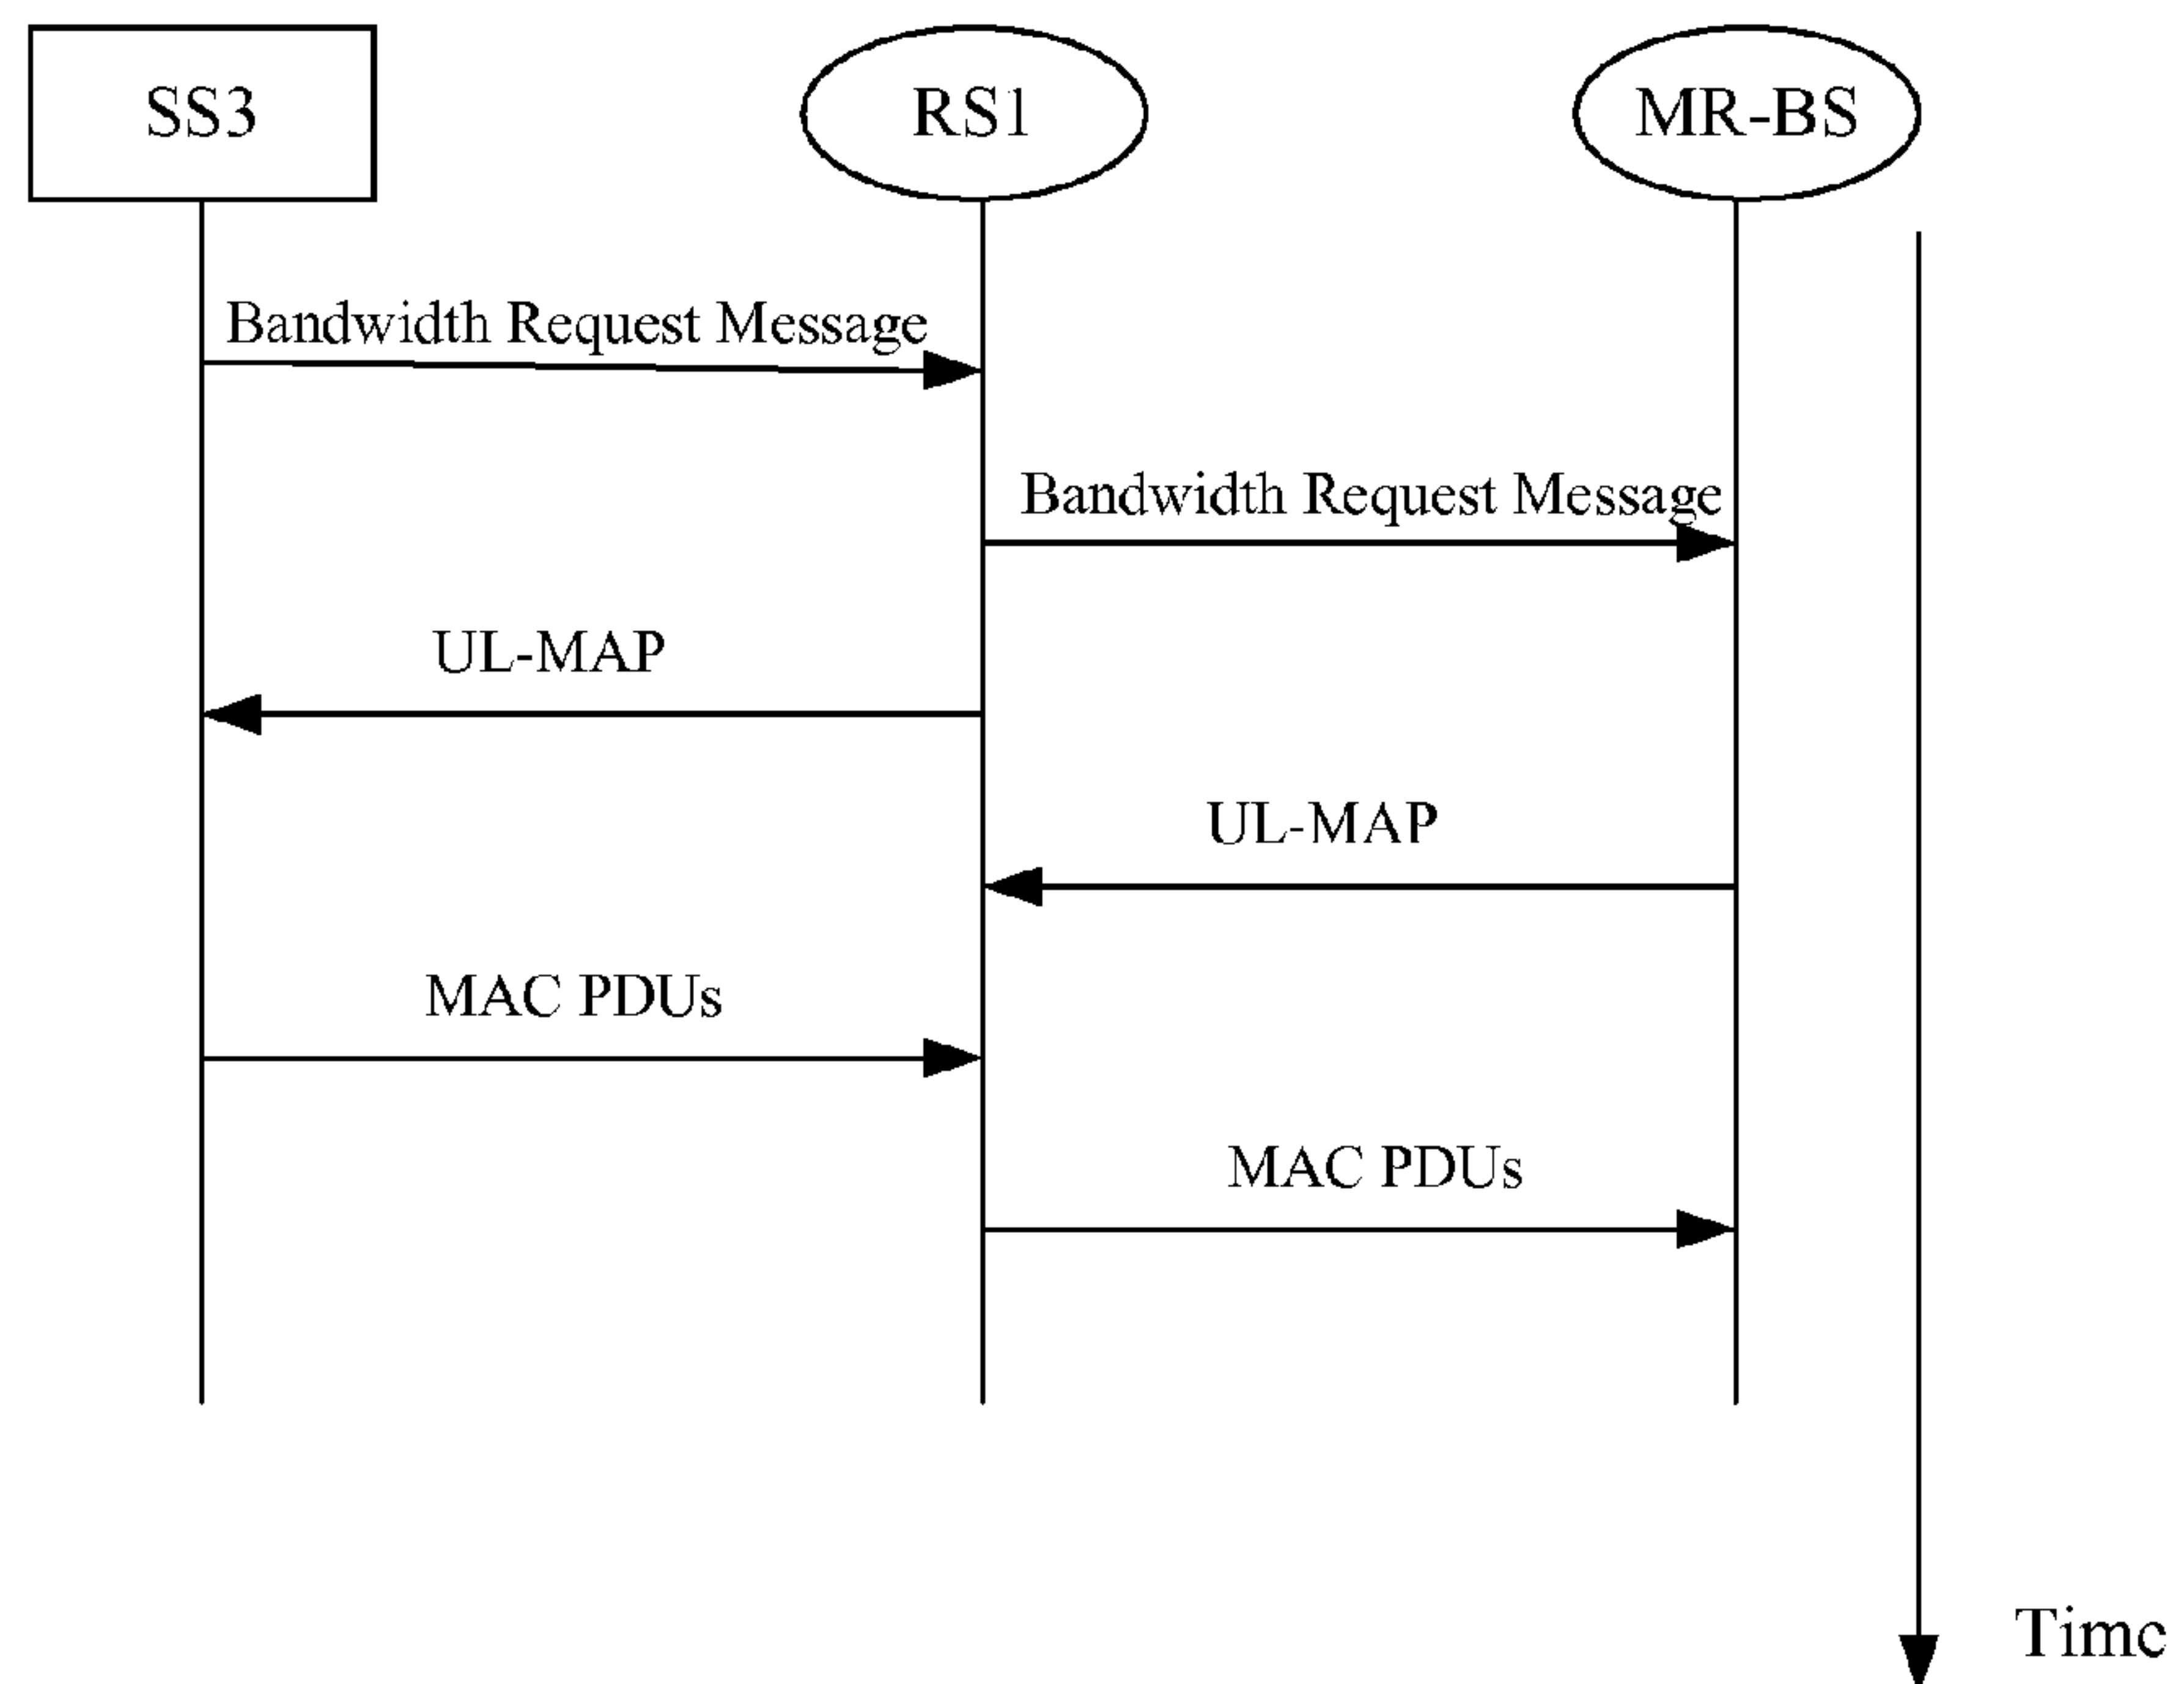 SS3
RS1
MR-BS
Bandwidth Request Message
Bandwidth Request Message
UL-MAP
UL-MAP
MAC PDUs
MAC PDUs
Time